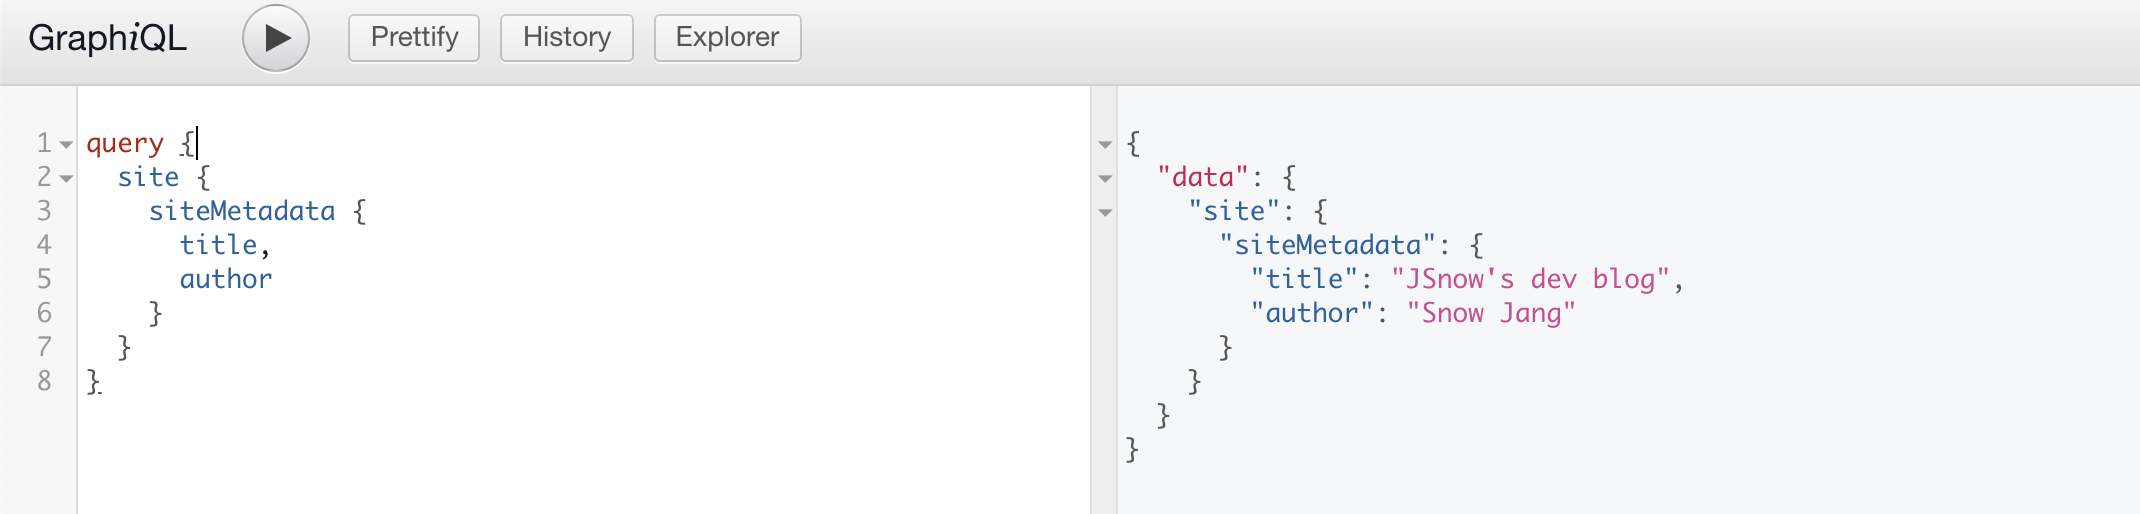 GraphiQL Prettify History Explorer
1 query {
2 site {
3 siteMetadata {
4 title,
5 author
6 }
7 }
8 }
{
"data": {
"site": {
"siteMetadata": {
"title": "JSnow's dev blog",
"author": "Snow Jang"
}
}
}
}